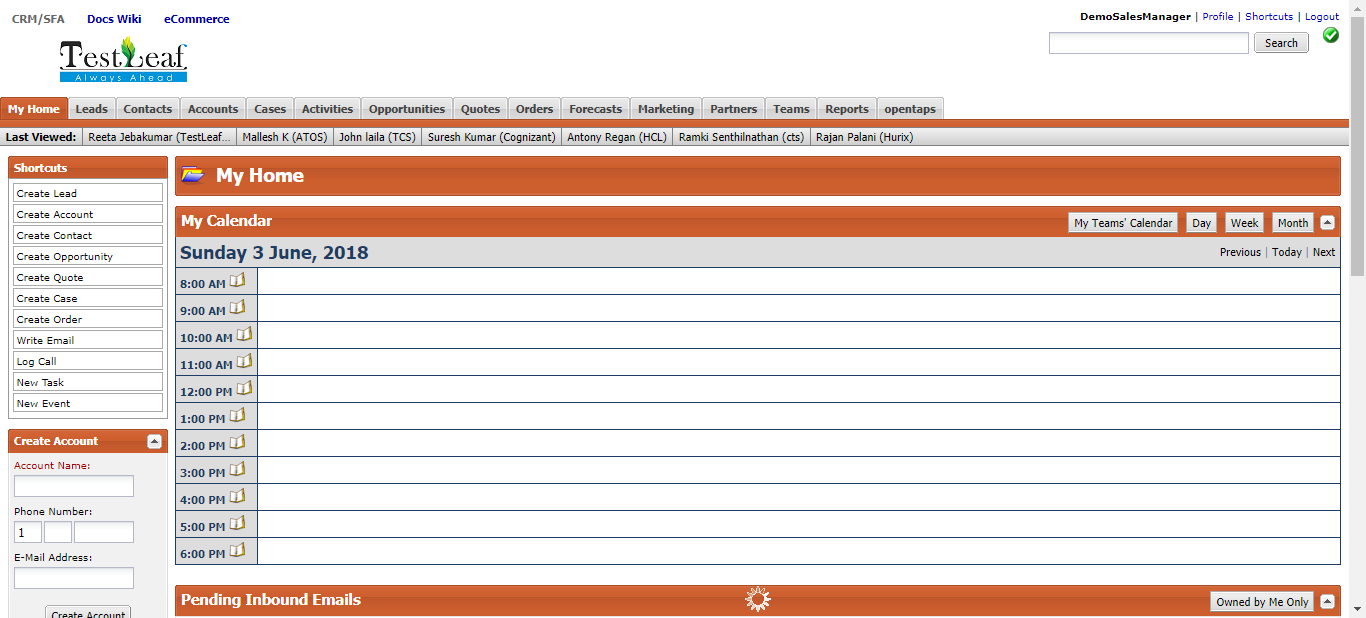 CRM/SFA Docs Wiki eCommerce
DemoSalesManager | Profile | Shortcuts | Logout
Search
TestLeaf
Always Ahead
My Home Leads Contacts Accounts Cases Activities Opportunities Quotes Orders Forecasts Marketing Partners Teams Reports opentaps
Last Viewed: Reeta Jebakumar (TestLeaf... Mallesh K (ATOS) John laila (TCS) Suresh Kumar (Cognizant) Antony Regan (HCL) Ramki Senthilnathan (cts) Rajan Palani (Hurix)
Shortcuts
Create Lead
Create Account
Create Contact
Create Opportunity
Create Quote
Create Case
Create Order
Write Email
Log Call
New Task
New Event
Create Account
Account Name:
Phone Number:
1
E-Mail Address:
Create Account
My Home
My Calendar My Teams' Calendar Day Week Month
Sunday 3 June, 2018 Previous | Today | Next
8:00 AM
9:00 AM
10:00 AM
11:00 AM
12:00 PM
1:00 PM
2:00 PM
3:00 PM
4:00 PM
5:00 PM
6:00 PM
Pending Inbound Emails Owned by Me Only